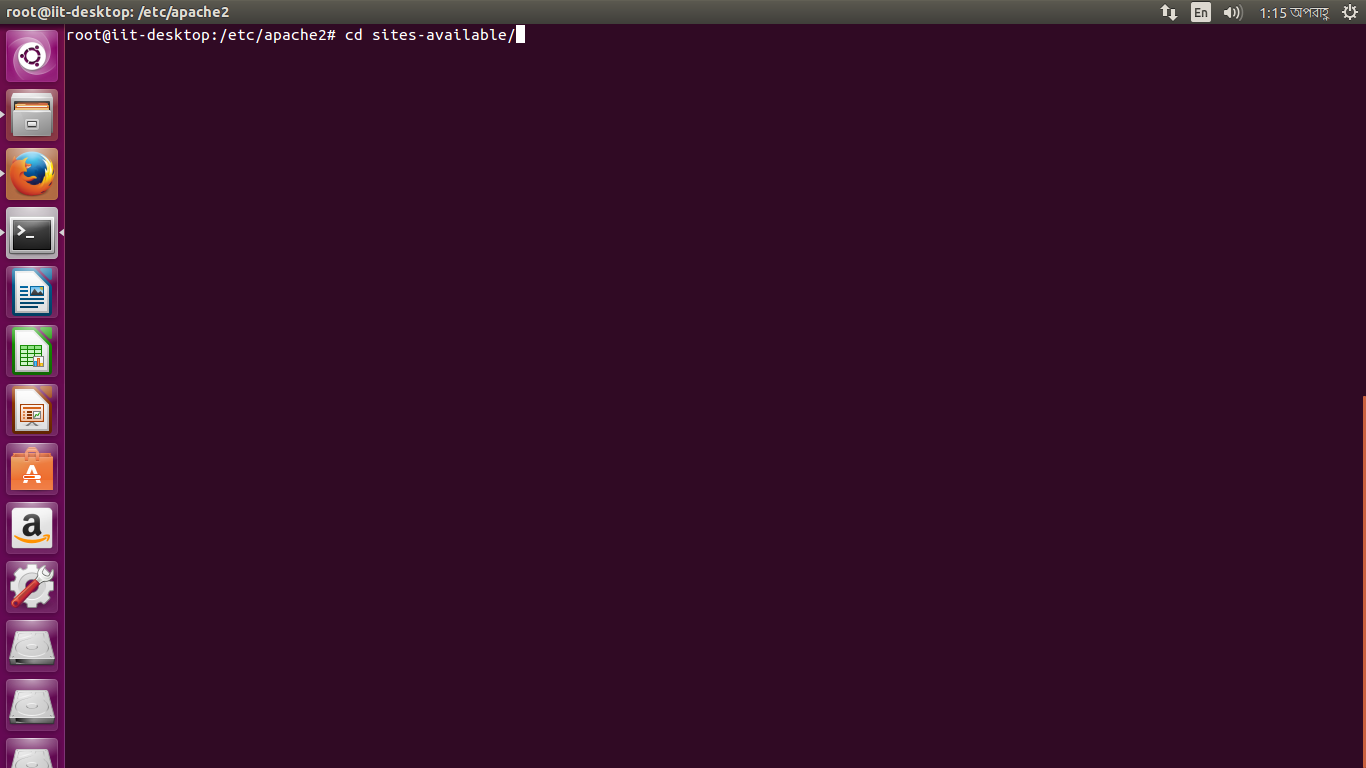 root@iit-desktop: /etc/apache2
En
1:15 অপরাহ্ণ
root@iit-desktop:/etc/apache2# cd sites-available/